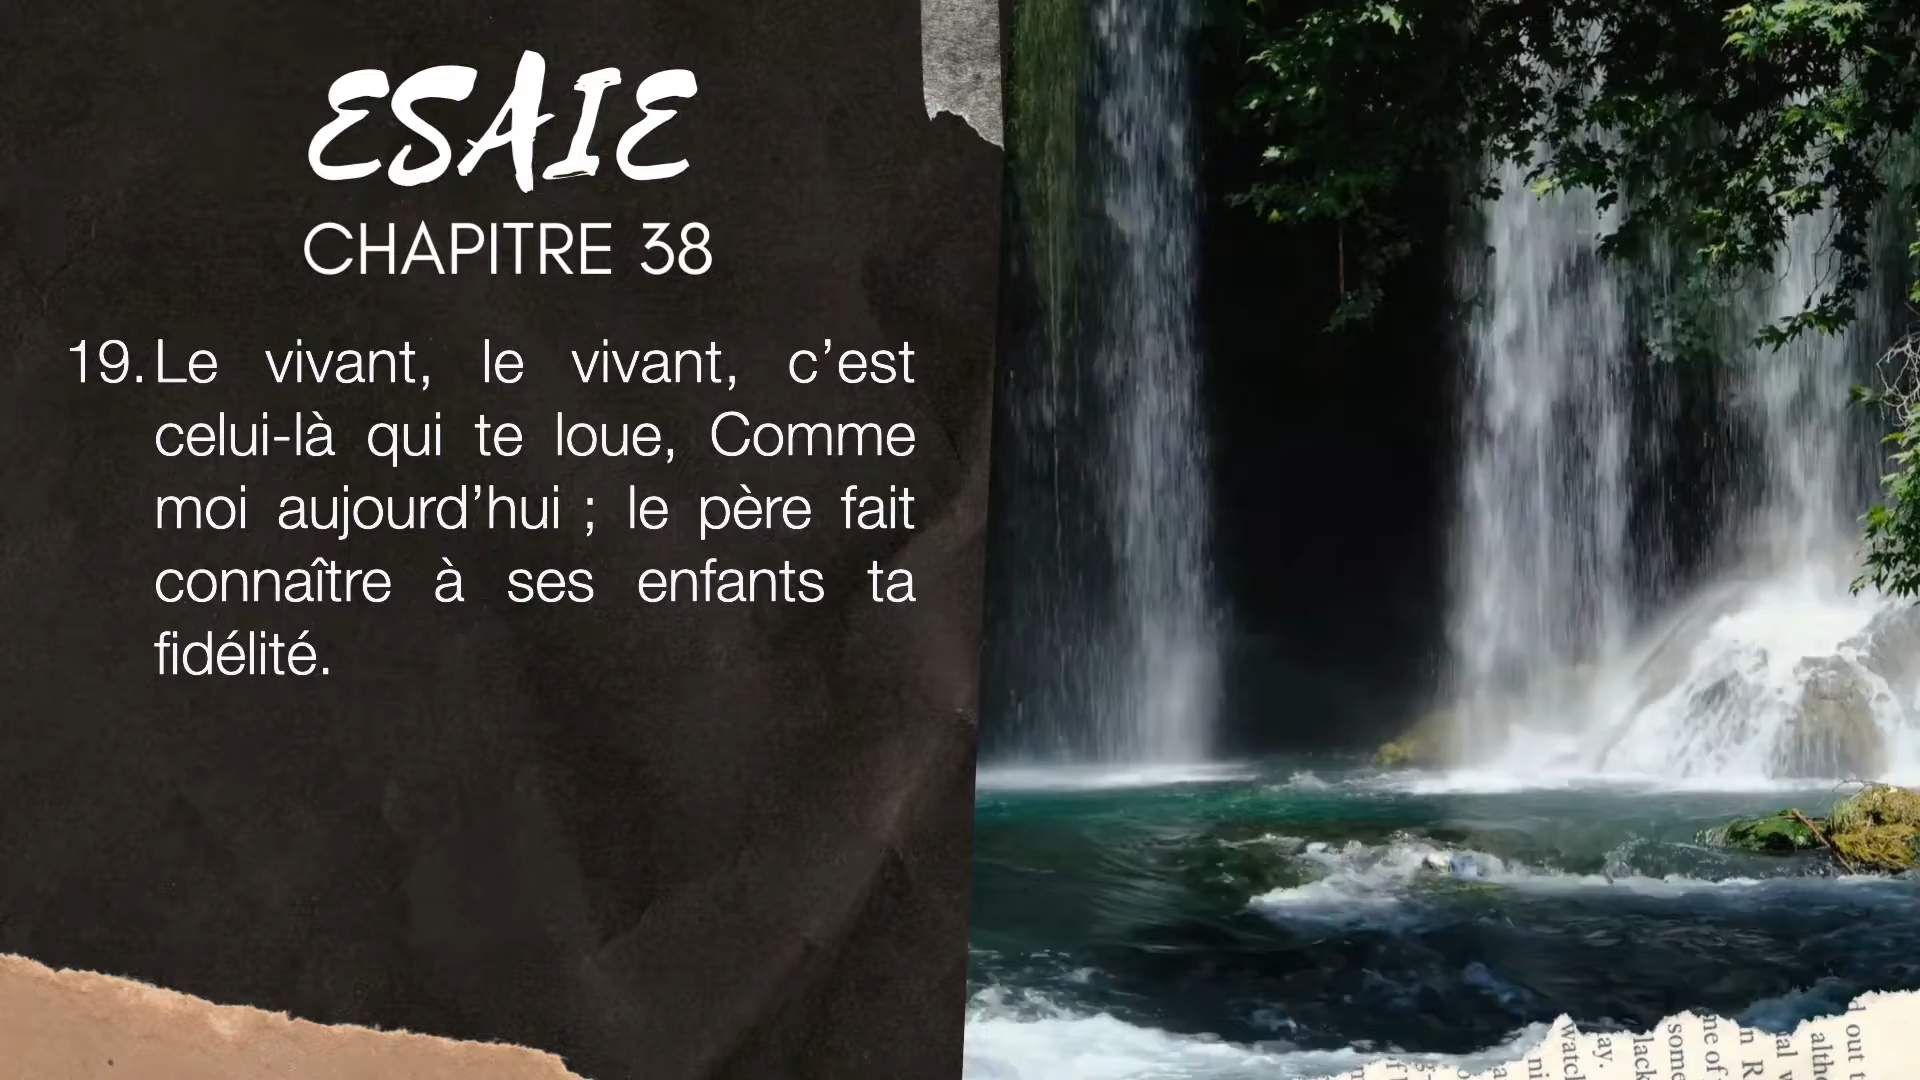 ESAIE
CHAPITRE 38
19. Le vivant, le vivant, c’est
celui-là qui te loue, Comme
moi aujourd’hui ; le père fait
connaître à ses enfants ta
fidélité.